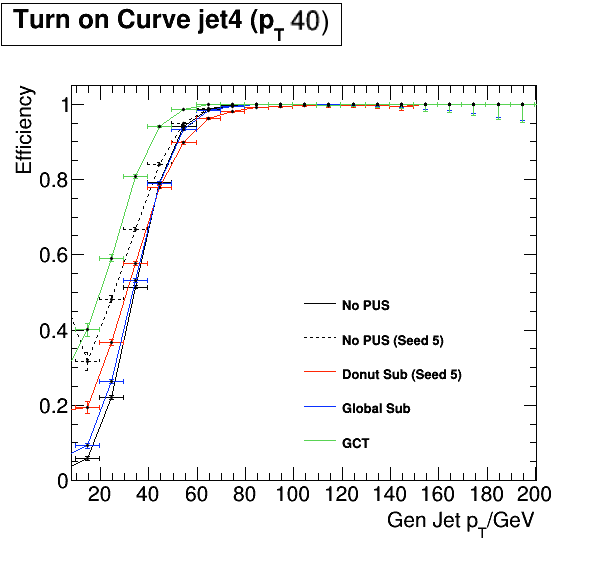 Turn on Curve jet4 (pT 40)
Efficiency
1
0.8
0.6
0.4
0.2
0
No PUS
No PUS (Seed 5)
Donut Sub (Seed 5)
Global Sub
GCT
20 40 60 80 100 120 140 160 180 200
Gen Jet pT/GeV